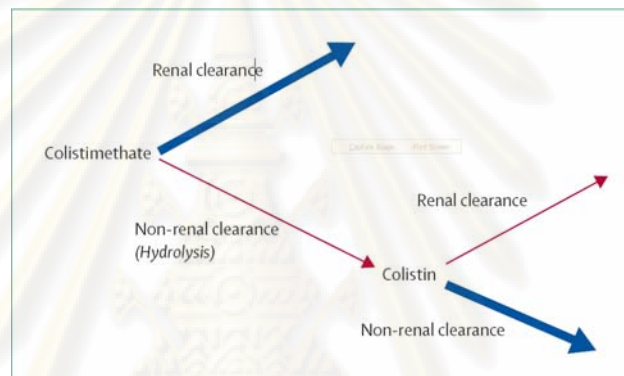 Renal clearance
Colistimethate
Renal clearance
Non-renal clearance
(Hydrolysis)
Colistin
Non-renal clearance